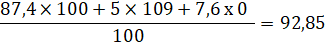 87,4 × 100 + 5 × 109 + 7,6 x 0
100
= 92,85